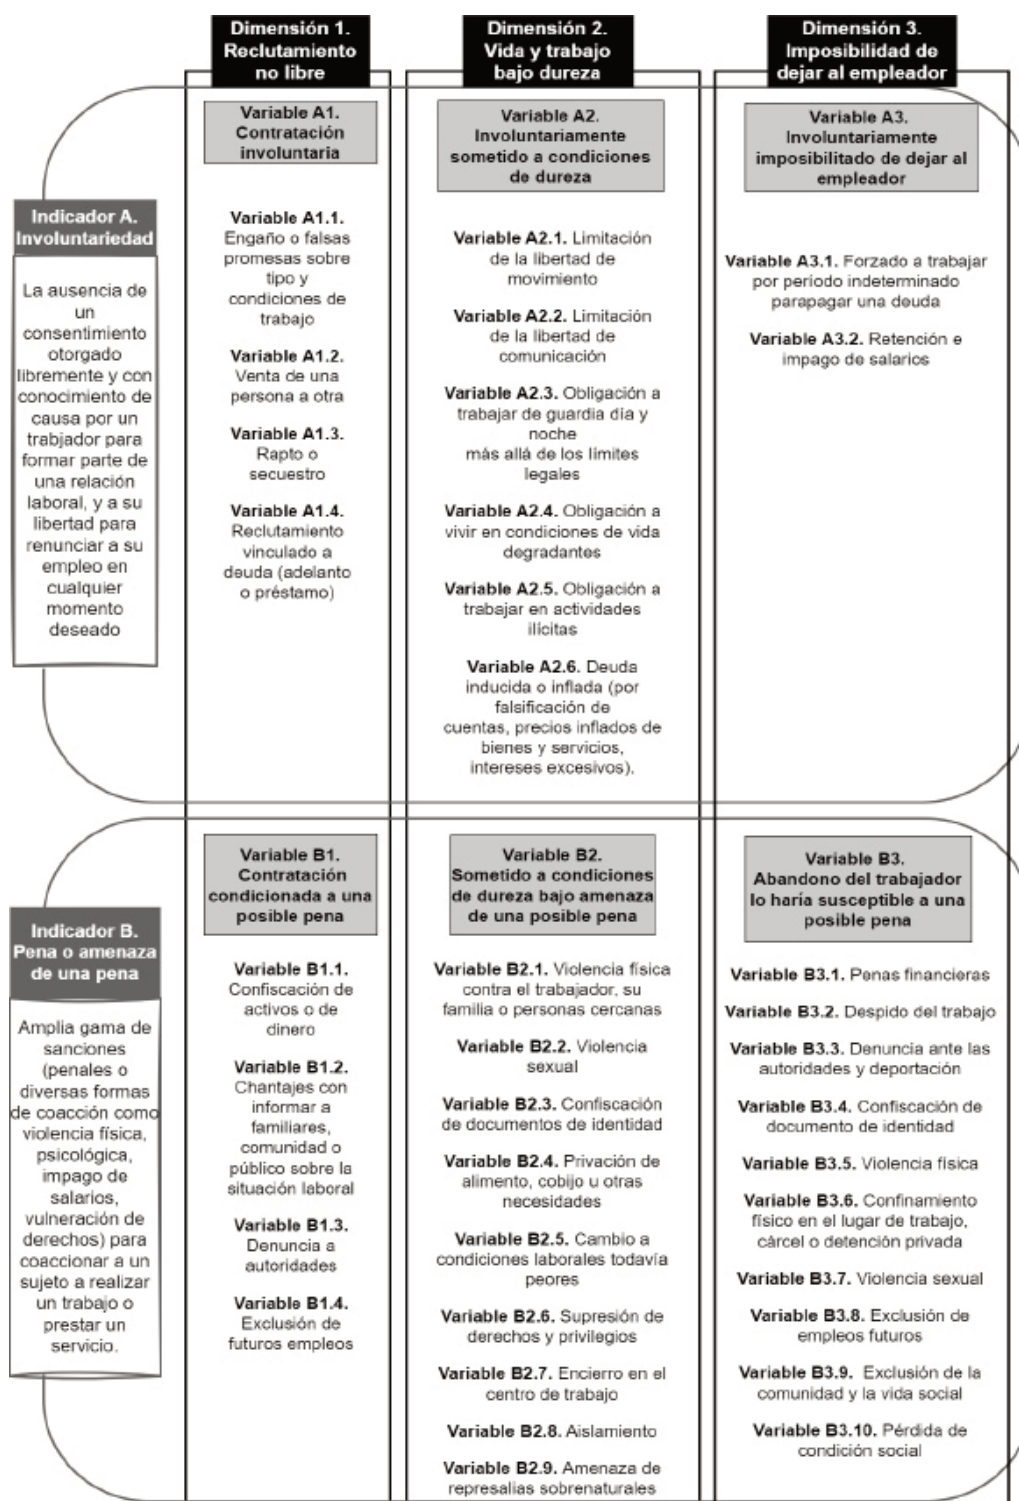 Dimensión 1.
Reclutamiento
no libre
Dimensión 2.
Vida y trabajo
bajo dureza
Dimensión 3.
Imposibilidad de
dejar al empleador
Indicador A.
Involuntariedad
La ausencia de
un
consentimiento
otorgado
libremente y con
conocimiento de
causa por un
trabjador para
formar parte de
una relación
laboral, y a su
libertad para
renunciar a su
empleo en
cualquier
momento
deseado
Variable A1.
Contratación
involuntaria
Variable A1.1.
Engaño o falsas
promesas sobre
tipo y
condiciones de
trabajo
Variable A1.2.
Venta de una
persona a otra
Variable A1.3.
Rapto o
secuestro
Variable A1.4.
Reclutamiento
vinculado a
deuda (adelanto
o préstamo)
Variable A2.
Involuntariamente
sometido a condiciones
de dureza
Variable A2.1. Limitación
de la libertad de
movimiento
Variable A2.2. Limitación
de la libertad de
comunicación
Variable A2.3. Obligación a
trabajar de guardia día y
noche
más allá de los límites
legales
Variable A2.4. Obligación a
vivir en condiciones de vida
degradantes
Variable A2.5. Obligación a
trabajar en actividades
ilícitas
Variable A2.6. Deuda
inducida o inflada (por
falsificación de
cuentas, precios inflados de
bienes y servicios,
intereses excesivos).
Variable A3.
Involuntariamente
imposibilitado de dejar al
empleador
Variable A3.1. Forzado a trabajar
por período indeterminado
parapagar una deuda
Variable A3.2. Retención e
impago de salarios
Indicador B.
Pena o amenaza
de una pena
Amplia gama de
sanciones
(penales o
diversas formas
de coacción como
violencia física,
psicológica,
impago de
salarios,
vulneración de
derechos) para
coaccionar a un
sujeto a realizar
un trabajo o
prestar un
servicio.
Variable B1.
Contratación
condicionada a una
posible pena
Variable B1.1.
Confiscación de
activos o de
dinero
Variable B1.2.
Chantajes con
informar a
familiares,
comunidad o
público sobre la
situación laboral
Variable B1.3.
Denuncia a
autoridades
Variable B1.4.
Exclusión de
futuros empleos
Variable B2.
Sometido a condiciones
de dureza bajo amenaza
de una posible pena
Variable B2.1. Violencia física
contra el trabajador, su
familia o personas cercanas
Variable B2.2. Violencia
sexual
Variable B2.3. Confiscación
de documentos de identidad
Variable B2.4. Privación de
alimento, cobijo u otras
necesidades
Variable B2.5. Cambio a
condiciones laborales todavía
peores
Variable B2.6. Supresión de
derechos y privilegios
Variable B2.7. Encierro en el
centro de trabajo
Variable B2.8. Aislamiento
Variable B2.9. Amenaza de
represalias sobrenaturales
Variable B3.
Abandono del trabajador
lo haría susceptible a una
posible pena
Variable B3.1. Penas financieras
Variable B3.2. Despido del trabajo
Variable B3.3. Denuncia ante las
autoridades y deportación
Variable B3.4. Confiscación de
documento de identidad
Variable B3.5. Violencia física
Variable B3.6. Confinamiento
físico en el lugar de trabajo,
cárcel o detención privada
Variable B3.7. Violencia sexual
Variable B3.8. Exclusión de
empleos futuros
Variable B3.9. Exclusión de la
comunidad y la vida social
Variable B3.10. Pérdida de
condición social